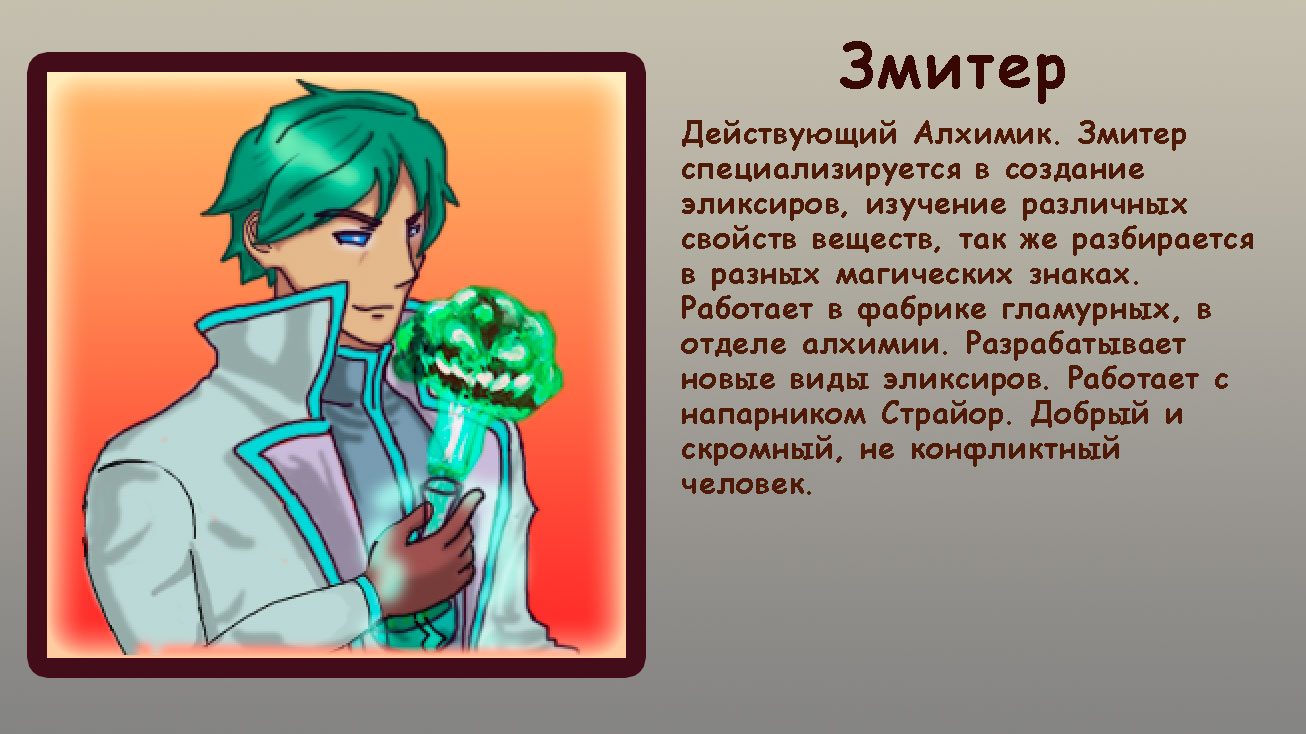 Змитер
Действующий Алхимик. Змитер
специализируется в создание
эликсиров, изучение различных
свойств веществ, так же разбирается
в разных магических знаках.
Работает в фабрике гламурных, в
отделе алхимии. Разрабатывает
новые виды эликсиров. Работает с
напарником Страйор. Добрый и
скромный, не конфликтный
человек.